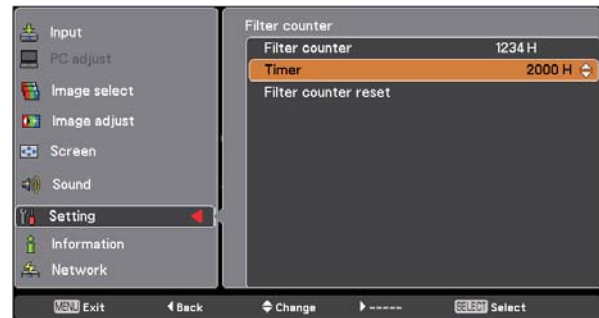 Input
PC adjust
Image select
Image adjust
Screen
Sound
Setting
Information
Network
Filter counter
Filter counter 1234 H
Timer 2000 H
Filter counter reset
MENU Exit Back Change ----- SELECT Select